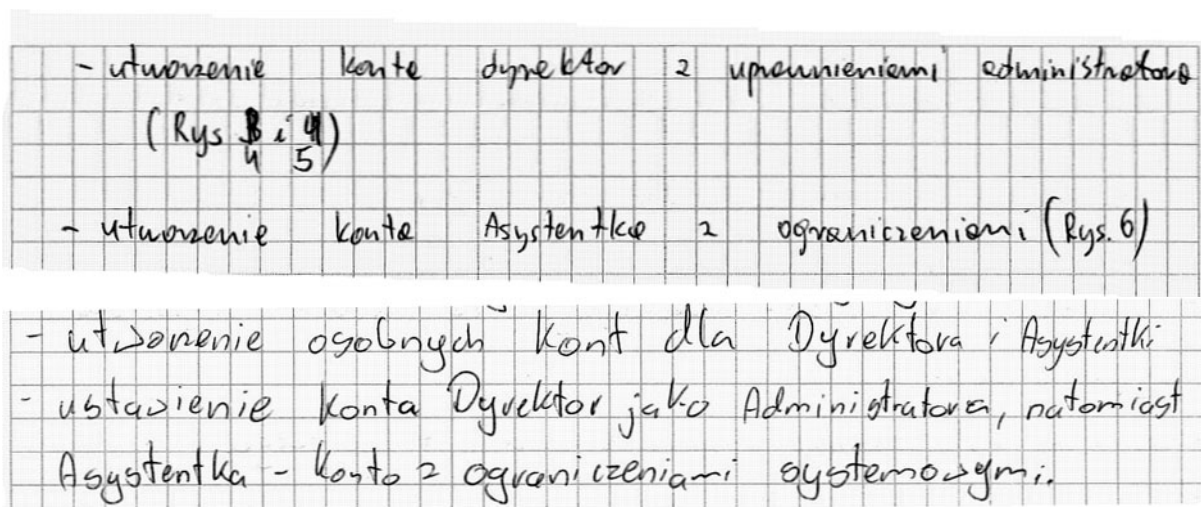 - utworzenie konta dyrektor z uprawnieniami administratora
(Rys 4 i 5)
- utworzenie konta Asystentka z ograniczeniami (Rys. 6)
- utworzenie osobnych kont dla Dyrektora i Asystentki
- ustawienie konta Dyrektor jako Administratora, natomiast
Asystentka - konto z ograniczeniami systemowymi.